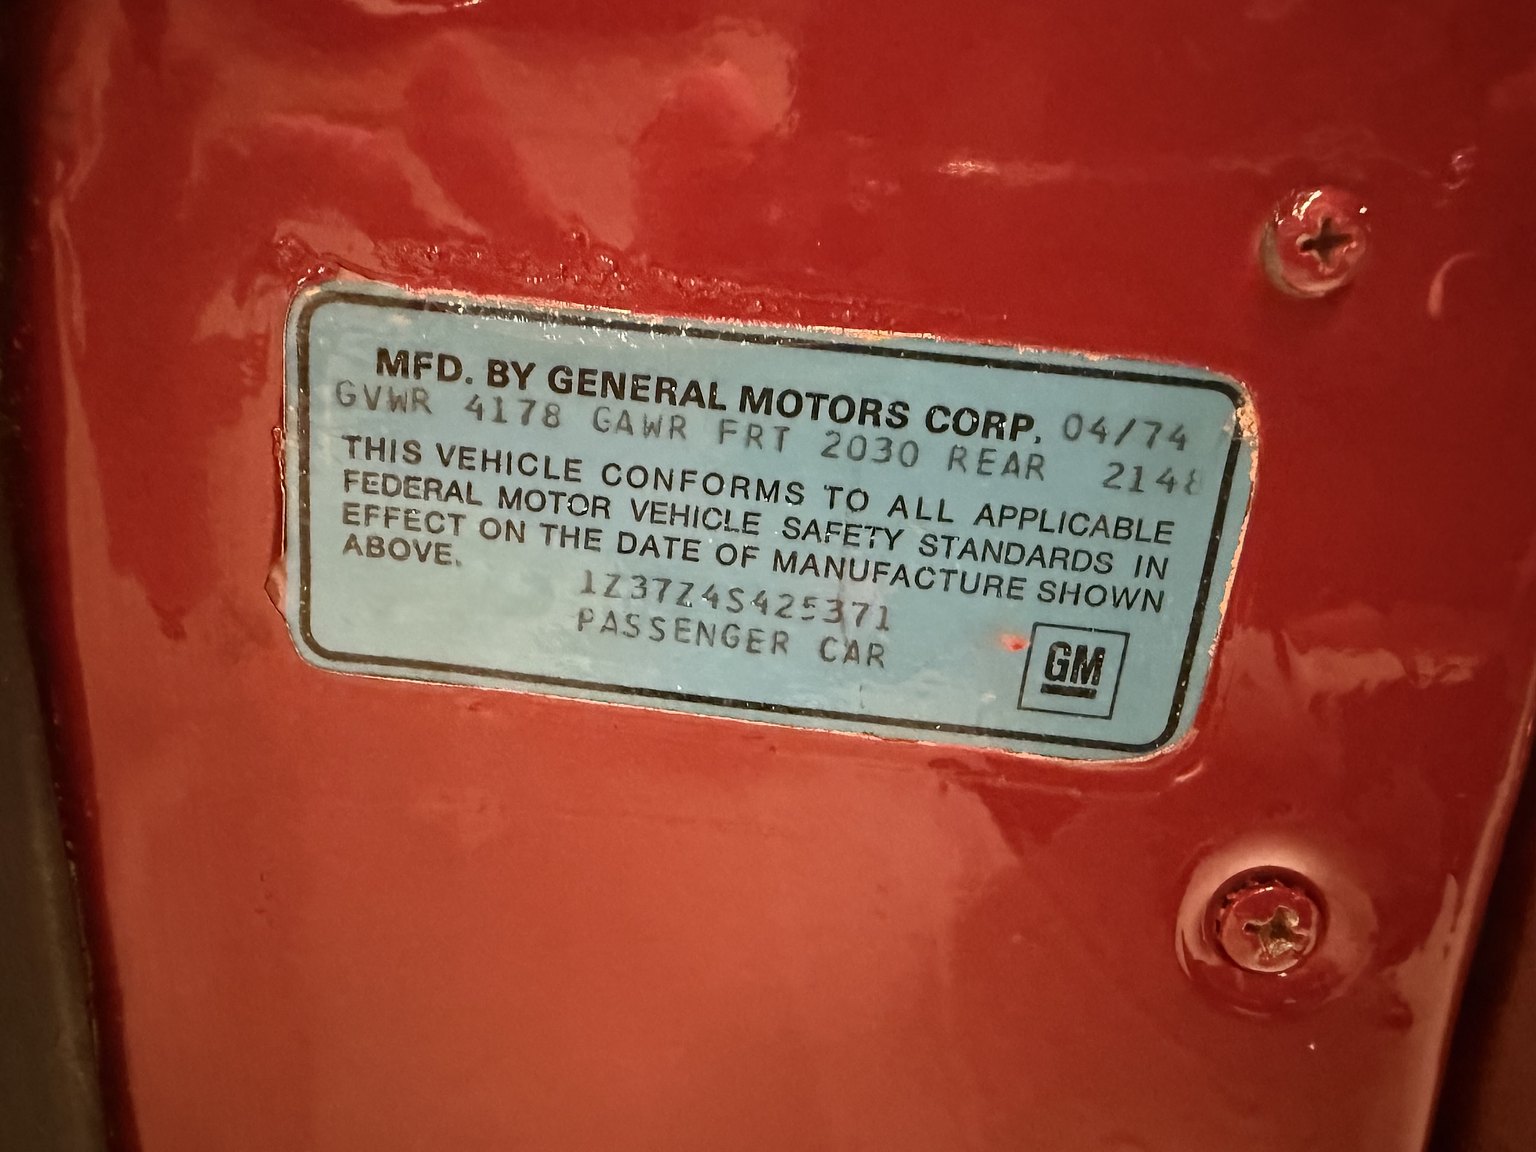 MFD. BY GENERAL MOTORS CORP. 04/74
GVWR 4178 GAWR FRT 2030 REAR 2148
THIS VEHICLE CONFORMS TO ALL APPLICABLE
FEDERAL MOTOR VEHICLE SAFETY STANDARDS IN
EFFECT ON THE DATE OF MANUFACTURE SHOWN
ABOVE.
1Z37Z4S425371
PASSENGER CAR
GM